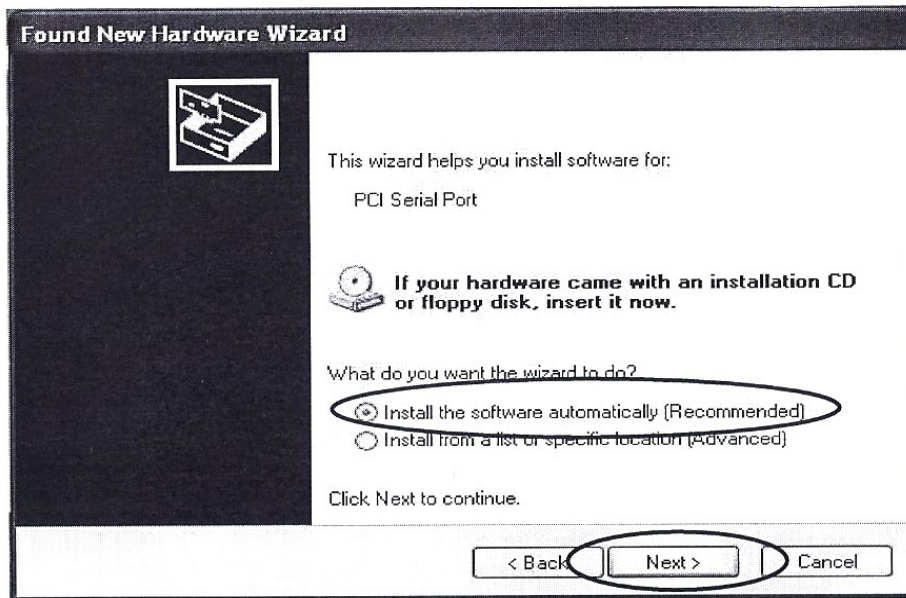 Found New Hardware Wizard
This wizard helps you install software for:
PCI Serial Port
If your hardware came with an installation CD
or floppy disk, insert it now.
What do you want the wizard to do?
Install the software automatically (Recommended)
Install from a list or specific location (Advanced)
Click Next to continue.
< Back
Next >
Cancel